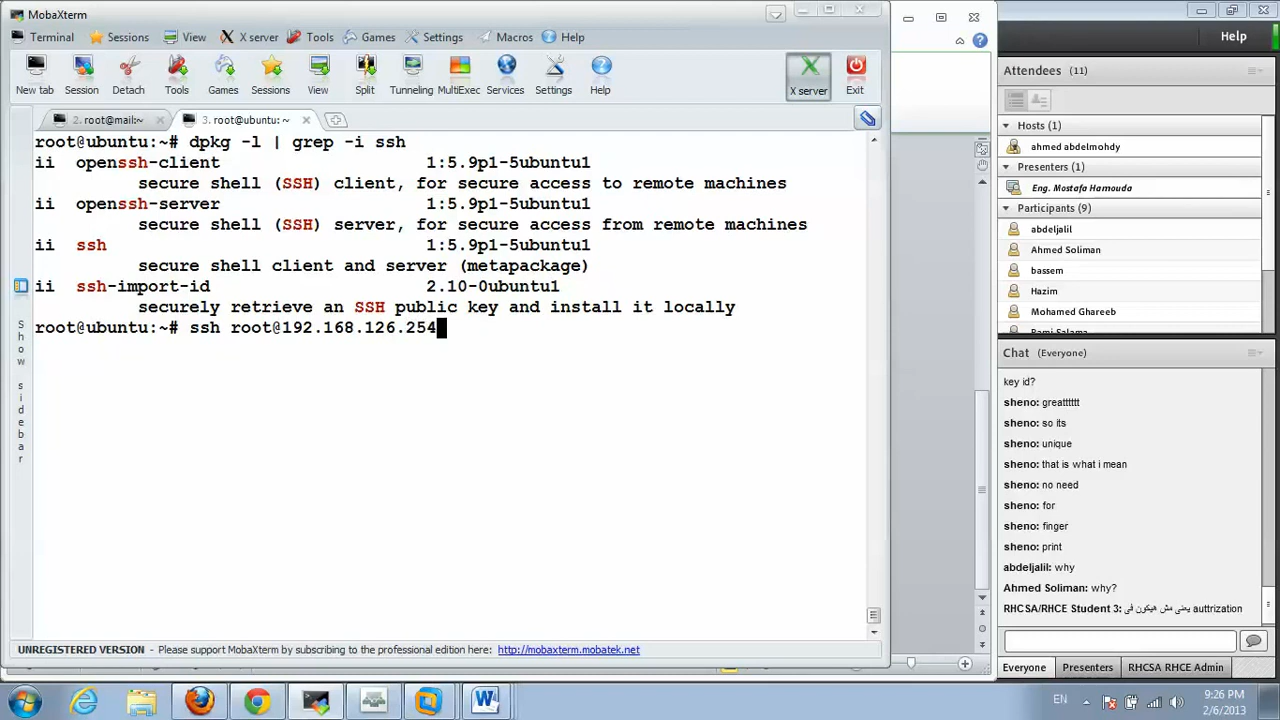 MobaXterm
Terminal Sessions View X server Tools Games Settings Macros Help
New tab Session Detach Tools Games Sessions View Split Tunneling MultiExec Services Settings Help X server Exit
2. root@mail:~ 3. root@ubuntu: ~
root@ubuntu:~# dpkg -l | grep -i ssh
ii openssh-client 1:5.9p1-5ubuntu1
secure shell (SSH) client, for secure access to remote machines
ii openssh-server 1:5.9p1-5ubuntu1
secure shell (SSH) server, for secure access from remote machines
ii ssh 1:5.9p1-5ubuntu1
secure shell client and server (metapackage)
ii ssh-import-id 2.10-0ubuntu1
securely retrieve an SSH public key and install it locally
root@ubuntu:~# ssh root@192.168.126.254
Show sidebar
UNREGISTERED VERSION - Please support MobaXterm by subscribing to the professional edition here: http://mobaxterm.mobatek.net
Help
Attendees (11)
Hosts (1)
ahmed abdelmohdy
Presenters (1)
Eng. Mostafa Hamouda
Participants (9)
abdeljalil
Ahmed Soliman
bassem
Hazim
Mohamed Ghareeb
Rami Salama
Chat (Everyone)
key id?
sheno: greattttttt
sheno: so its
sheno: unique
sheno: that is what i mean
sheno: no need
sheno: for
sheno: finger
sheno: print
abdeljalil: why
Ahmed Soliman: why?
RHCSA/RHCE Student 3: يعنى مش هيكون فى auttrization
Everyone Presenters RHCSA RHCE Admin
EN
9:26 PM
2/6/2013